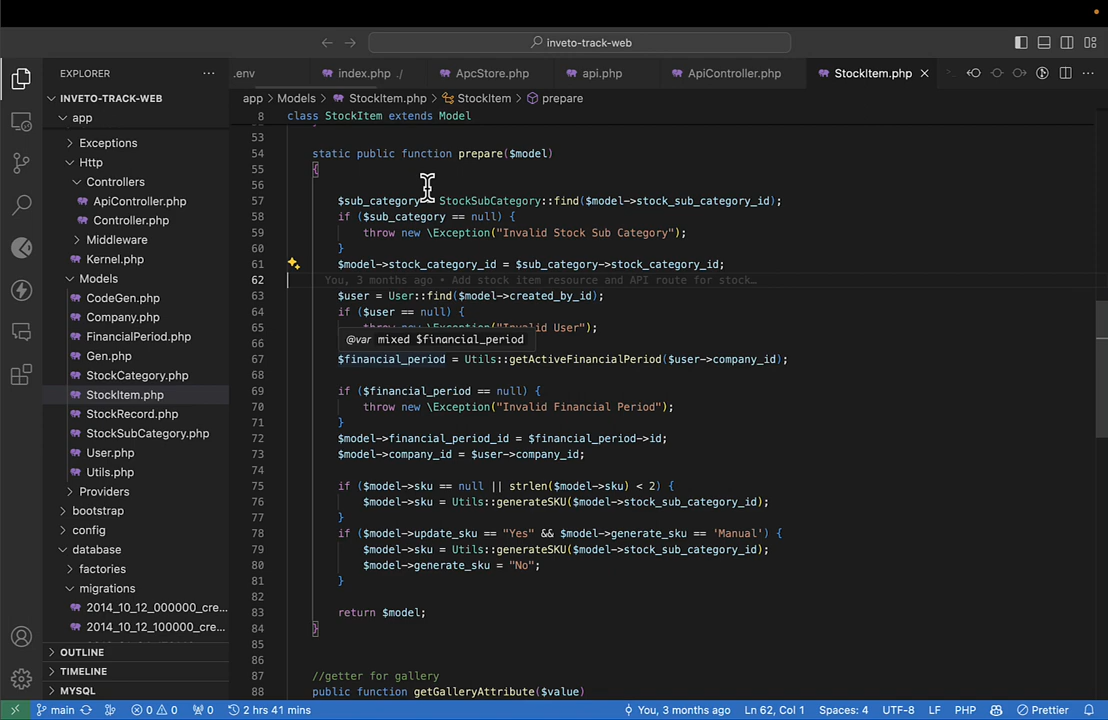 inveto-track-web
EXPLORER
.env
index.php ./
ApcStore.php
api.php
ApiController.php
StockItem.php
INVETO-TRACK-WEB
app
Exceptions
Http
Controllers
ApiController.php
Controller.php
Middleware
Kernel.php
Models
CodeGen.php
Company.php
FinancialPeriod.php
Gen.php
StockCategory.php
StockItem.php
StockRecord.php
StockSubCategory.php
User.php
Utils.php
Providers
bootstrap
config
database
factories
migrations
2014_10_12_000000_cre...
2014_10_12_100000_cre...
OUTLINE
TIMELINE
MYSQL
app > Models > StockItem.php > StockItem > prepare
8 class StockItem extends Model
53
54 static public function prepare($model)
55 {
56
57 $sub_category StockSubCategory::find($model->stock_sub_category_id);
58 if ($sub_category == null) {
59 throw new \Exception("Invalid Stock Sub Category");
60 }
61 $model->stock_category_id = $sub_category->stock_category_id;
62 You, 3 months ago • Add stock item resource and API route for stock…
63 $user = User::find($model->created_by_id);
64 if ($user == null) {
65 throw new \Exception("Invalid User");
66 @var mixed $financial_period
67 $financial_period = Utils::getActiveFinancialPeriod($user->company_id);
68
69 if ($financial_period == null) {
70 throw new \Exception("Invalid Financial Period");
71 }
72 $model->financial_period_id = $financial_period->id;
73 $model->company_id = $user->company_id;
74
75 if ($model->sku == null || strlen($model->sku) < 2) {
76 $model->sku = Utils::generateSKU($model->stock_sub_category_id);
77 }
78 if ($model->update_sku == "Yes" && $model->generate_sku == 'Manual') {
79 $model->sku = Utils::generateSKU($model->stock_sub_category_id);
80 $model->generate_sku = "No";
81 }
82
83 return $model;
84 }
85
86
87 //getter for gallery
88 public function getGalleryAttribute($value)
main 0 0 0 2 hrs 41 mins You, 3 months ago Ln 62, Col 1 Spaces: 4 UTF-8 LF PHP Prettier